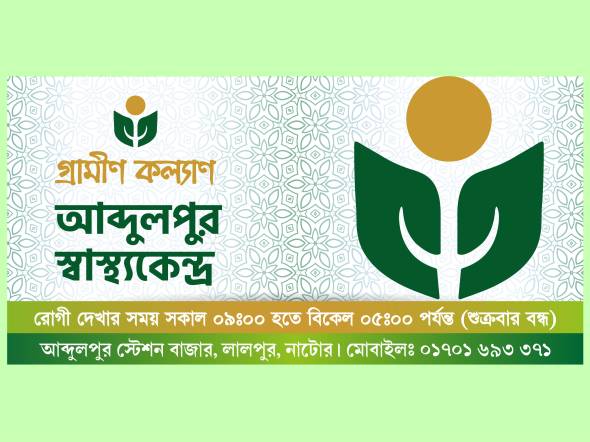 গ্রামীণ কল্যাণ
আব্দুলপুর
স্বাস্থ্যকেন্দ্র
রোগী দেখার সময় সকাল ০৯ঃ০০ হতে বিকেল ০৫ঃ০০ পর্যন্ত (শুক্রবার বন্ধ)
আব্দুলপুর স্টেশন বাজার, লালপুর, নাটোর। মোবাইলঃ ০১৭০১ ৬৯৩ ৩৭১